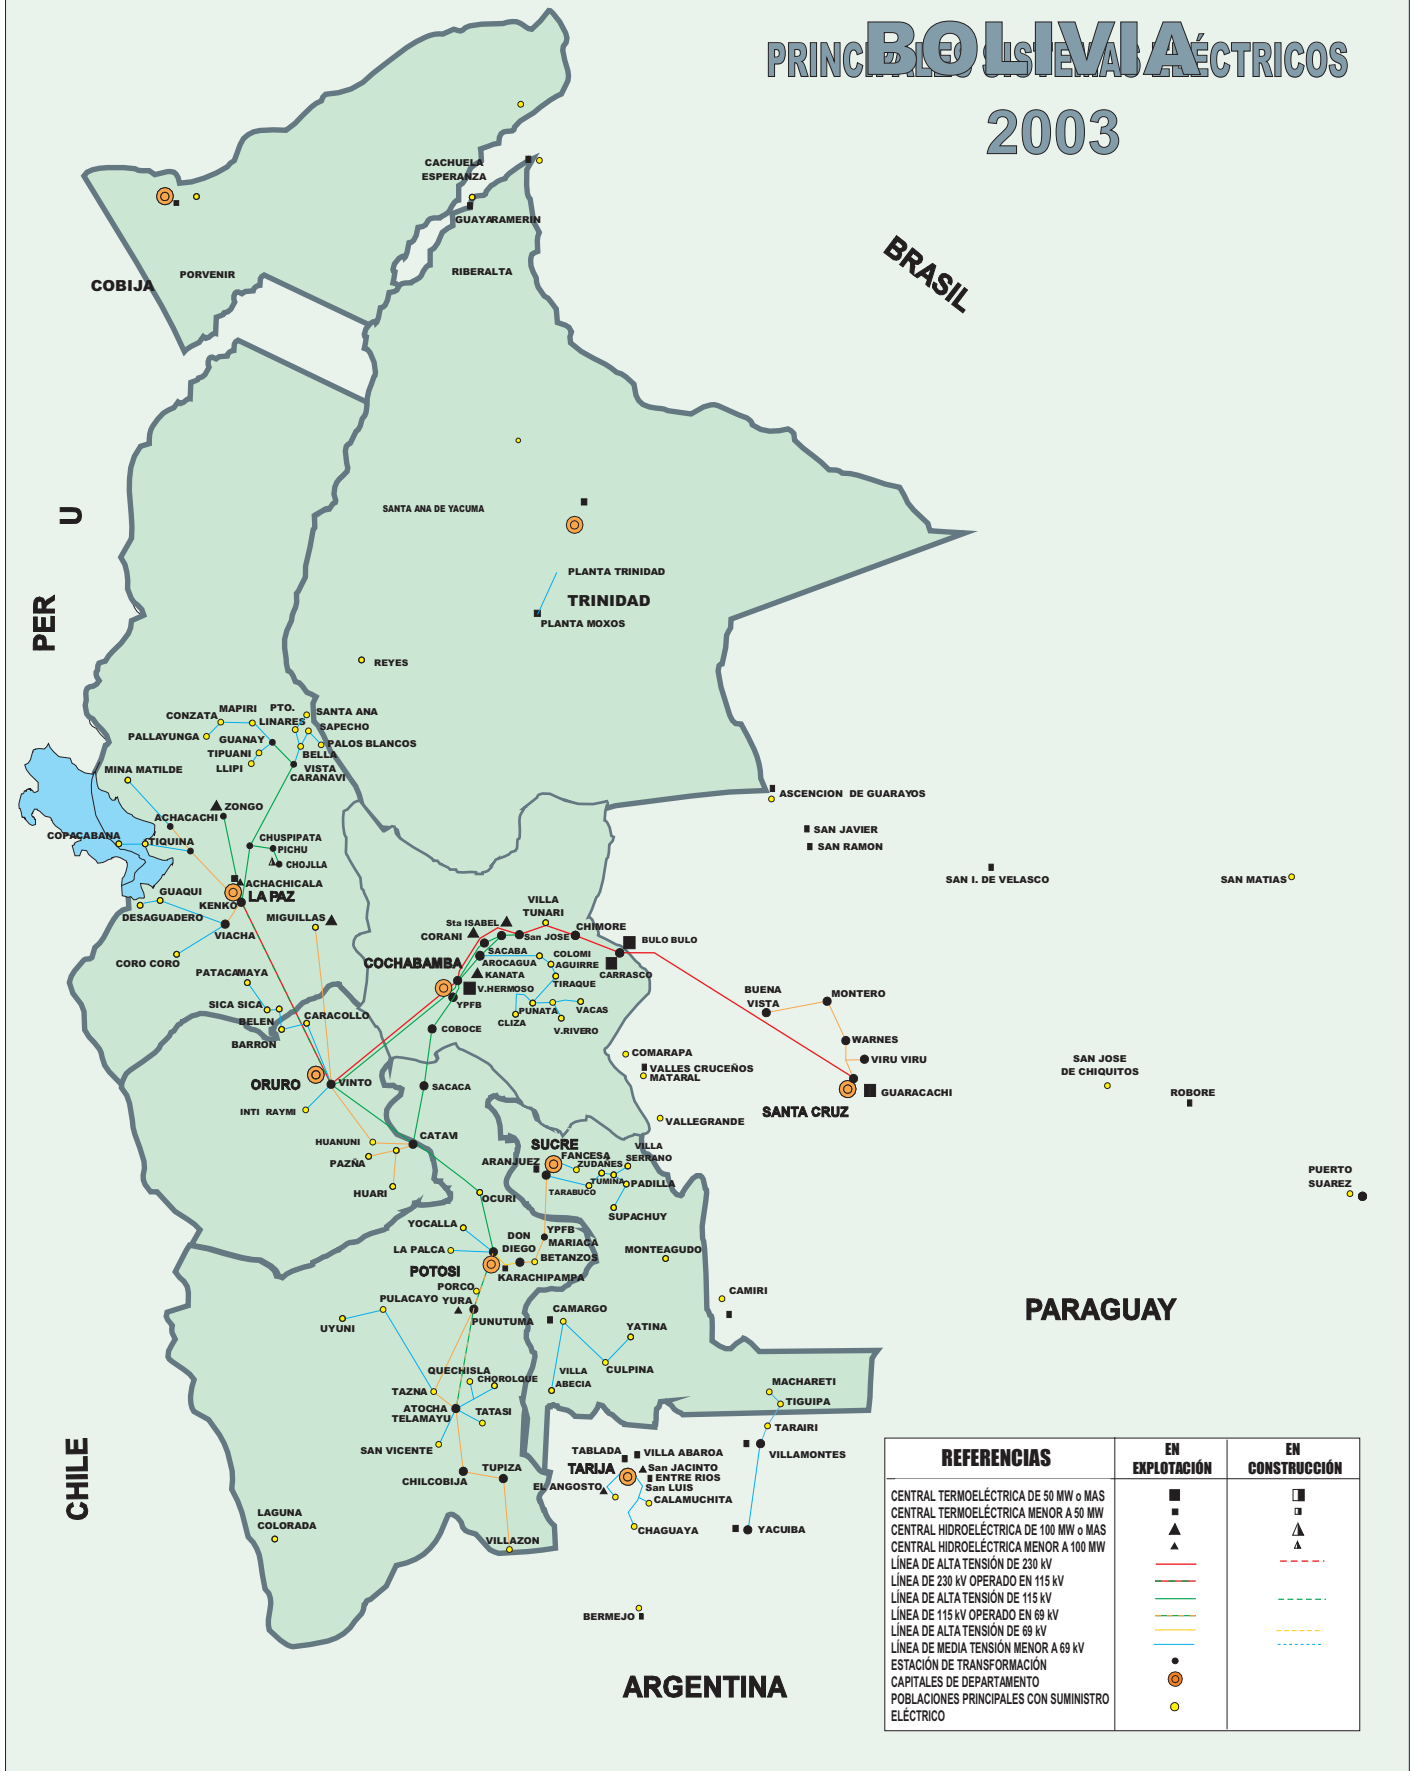 BOLIVIA
PRINCIPALES SISTEMAS ELÉCTRICOS
2003
CACHUELA
ESPERANZA
GUAYARAMERIN
RIBERALTA
PORVENIR
COBIJA
BRASIL
PER
U
SANTA ANA DE YACUMA
PLANTA TRINIDAD
TRINIDAD
PLANTA MOXOS
REYES
CONZATA
MAPIRI
PTO.
LINARES
SANTA ANA
SAPECHO
PALLAYUNGA
GUANAY
PALOS BLANCOS
TIPUANI
BELLA
VISTA
LLIPI
CARANAVI
MINA MATILDE
ZONGO
ACHACACHI
COPACABANA
TIQUINA
CHUSPIPATA
PICHU
CHOJLLA
ACHACHICALA
LA PAZ
GUAQUI
KENKO
DESAGUADERO
VIACHA
MIGUILLAS
CORO CORO
PATACAMAYA
SICA SICA
BELEN
CARACOLLO
BARRON
ORURO
VINTO
INTI RAYMI
HUANUNI
PAZÑA
HUARI
CATAVI
SACACA
COBOCE
VILLA
TUNARI
Sta ISABEL
CHIMORE
CORANI
San JOSE
BULO BULO
SACABA
COLOMI
COCHABAMBA
AROCAGUA
AGUIRRE
CARRASCO
KANATA
TIRAQUE
V.HERMOSO
YPFB
PUNATA
VACAS
CLIZA
V.RIVERO
ASCENCION DE GUARAYOS
SAN JAVIER
SAN RAMON
SAN I. DE VELASCO
SAN MATIAS
BUENA
VISTA
MONTERO
WARNES
VIRU VIRU
GUARACACHI
SANTA CRUZ
COMARAPA
VALLES CRUCEÑOS
MATARAL
VALLEGRANDE
SAN JOSE
DE CHIQUITOS
ROBORE
PUERTO
SUAREZ
SUCRE
VILLA
SERRANO
ARANJUEZ
FANCESA
ZUDAÑES
TUMINA
PADILLA
TARABUCO
SUPACHUY
OCURI
YOCALLA
DON
DIEGO
YPFB
MARIACA
LA PALCA
BETANZOS
MONTEAGUDO
POTOSI
KARACHIPAMPA
PORCO
PULACAYO
YURA
PUNUTUMA
UYUNI
CAMARGO
YATINA
CAMIRI
PARAGUAY
QUECHISLA
CHOROLQUE
VILLA
ABECIA
CULPINA
TAZNA
ATOCHA
TELAMAYU
TATASI
SAN VICENTE
MACHARETI
TIGUIPA
TARAIRI
VILLAMONTES
CHILE
TUPIZA
CHILCOBIJA
TABLADA
VILLA ABAROA
TARIJA
San JACINTO
ENTRE RIOS
San LUIS
EL ANGOSTO
CALAMUCHITA
CHAGUAYA
YACUIBA
LAGUNA
COLORADA
VILLAZON
BERMEJO
ARGENTINA
REFERENCIAS
EN
EXPLOTACIÓN
EN
CONSTRUCCIÓN
CENTRAL TERMOELÉCTRICA DE 50 MW o MAS
CENTRAL TERMOELÉCTRICA MENOR A 50 MW
CENTRAL HIDROELÉCTRICA DE 100 MW o MAS
CENTRAL HIDROELÉCTRICA MENOR A 100 MW
LÍNEA DE ALTA TENSIÓN DE 230 kV
LÍNEA DE 230 kV OPERADO EN 115 kV
LÍNEA DE ALTA TENSIÓN DE 115 kV
LÍNEA DE 115 kV OPERADO EN 69 kV
LÍNEA DE ALTA TENSIÓN DE 69 kV
LÍNEA DE MEDIA TENSIÓN MENOR A 69 kV
ESTACIÓN DE TRANSFORMACIÓN
CAPITALES DE DEPARTAMENTO
POBLACIONES PRINCIPALES CON SUMINISTRO
ELÉCTRICO